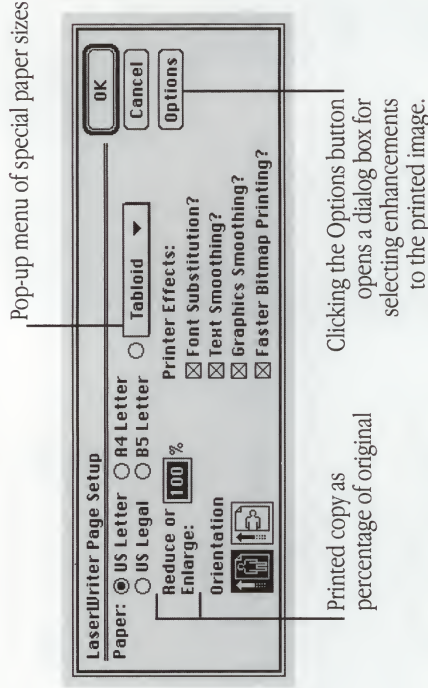 Pop-up menu of special paper sizes
LaserWriter Page Setup
OK
Paper: US Letter A4 Letter Tabloid
US Legal B5 Letter
Cancel
Reduce or Enlarge: 100 %
Printer Effects:
Options
Font Substitution?
Text Smoothing?
Orientation
Graphics Smoothing?
Faster Bitmap Printing?
Printed copy as
percentage of original
Clicking the Options button
opens a dialog box for
selecting enhancements
to the printed image.